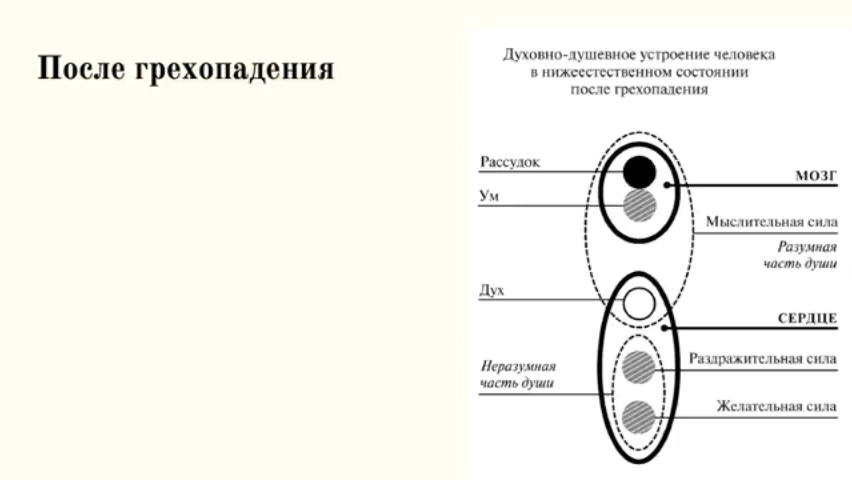 После грехопадения
Духовно-душевное устроение человека
в нижеестественном состоянии
после грехопадения
Рассудок
МОЗГ
Ум
Мыслительная сила
Разумная
часть души
Дух
СЕРДЦЕ
Раздражительная сила
Неразумная
часть души
Желательная сила